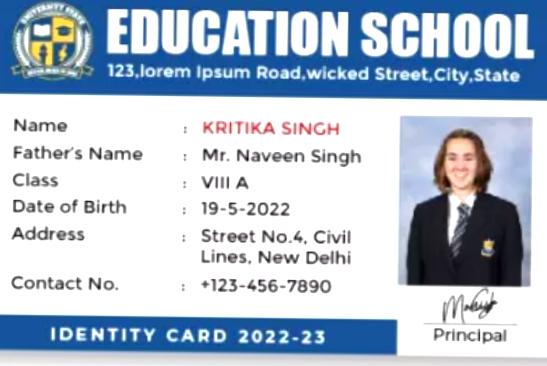 EDUCATION SCHOOL
123,lorem Ipsum Road,wicked Street,City,State
Name : KRITIKA SINGH
Father's Name : Mr. Naveen Singh
Class : VIII A
Date of Birth : 19-5-2022
Address : Street No.4, Civil
Lines, New Delhi
Contact No. : +123-456-7890
Principal
IDENTITY CARD 2022-23